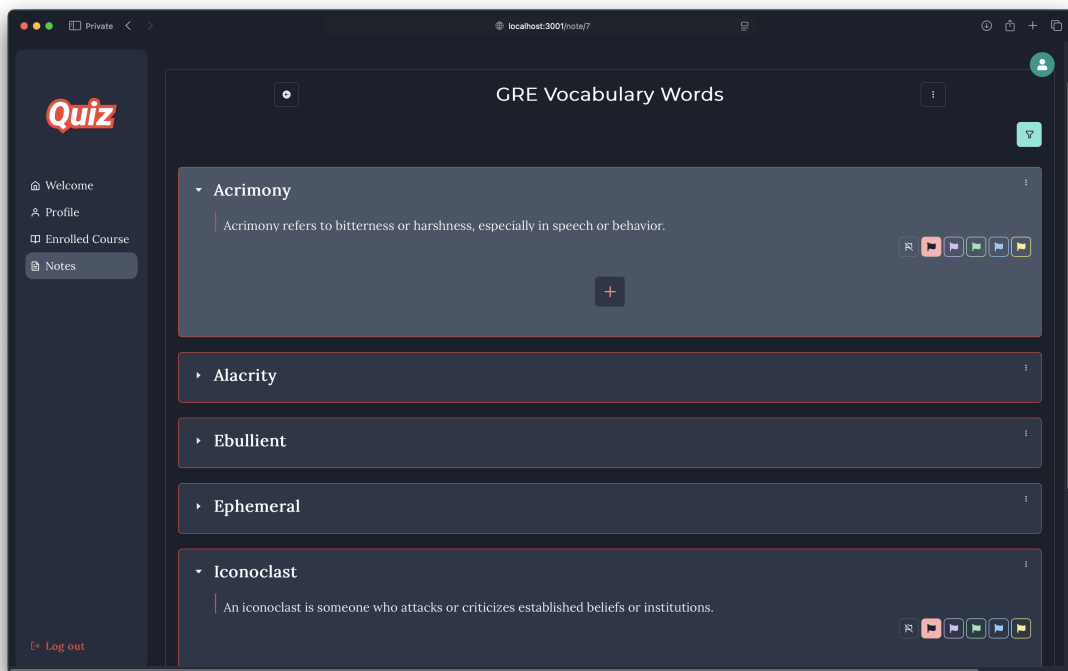 Private
localhost:3001/note/7
Quiz
GRE Vocabulary Words
Welcome
Profile
Enrolled Course
Notes
Acrimony
Acrimony refers to bitterness or harshness, especially in speech or behavior.
Alacrity
Ebullient
Ephemeral
Iconoclast
An iconoclast is someone who attacks or criticizes established beliefs or institutions.
Log out